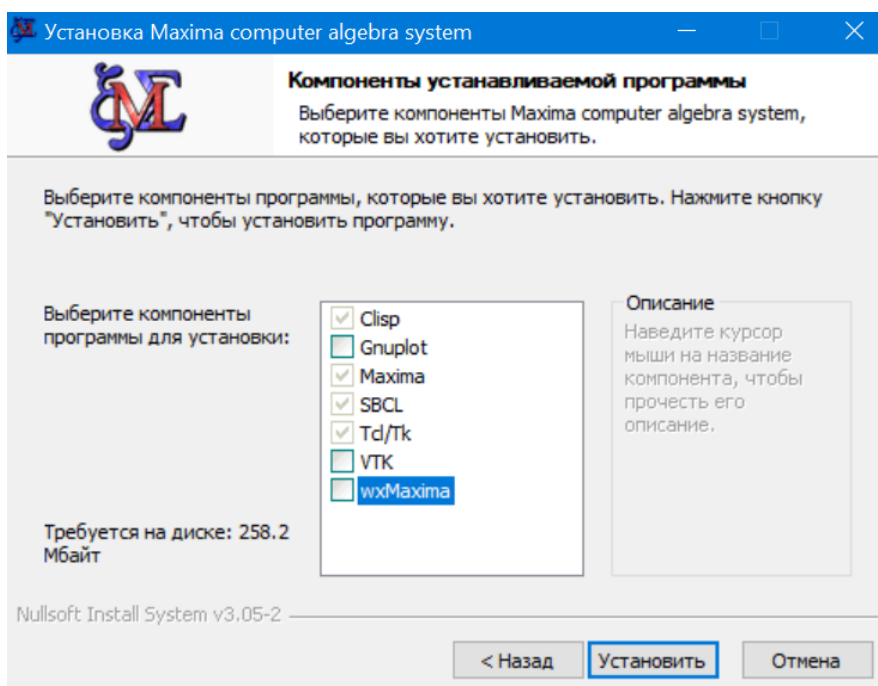 Установка Maxima computer algebra system
Компоненты устанавливаемой программы
Выберите компоненты Maxima computer algebra system,
которые вы хотите установить.
Выберите компоненты программы, которые вы хотите установить. Нажмите кнопку
"Установить", чтобы установить программу.
Выберите компоненты
программы для установки:
Clisp
Gnuplot
Maxima
SBCL
Tcl/Tk
VTK
wxMaxima
Описание
Наведите курсор
мыши на название
компонента, чтобы
прочесть его
описание.
Требуется на диске: 258.2
Мбайт
Nullsoft Install System v3.05-2
< Назад
Установить
Отмена